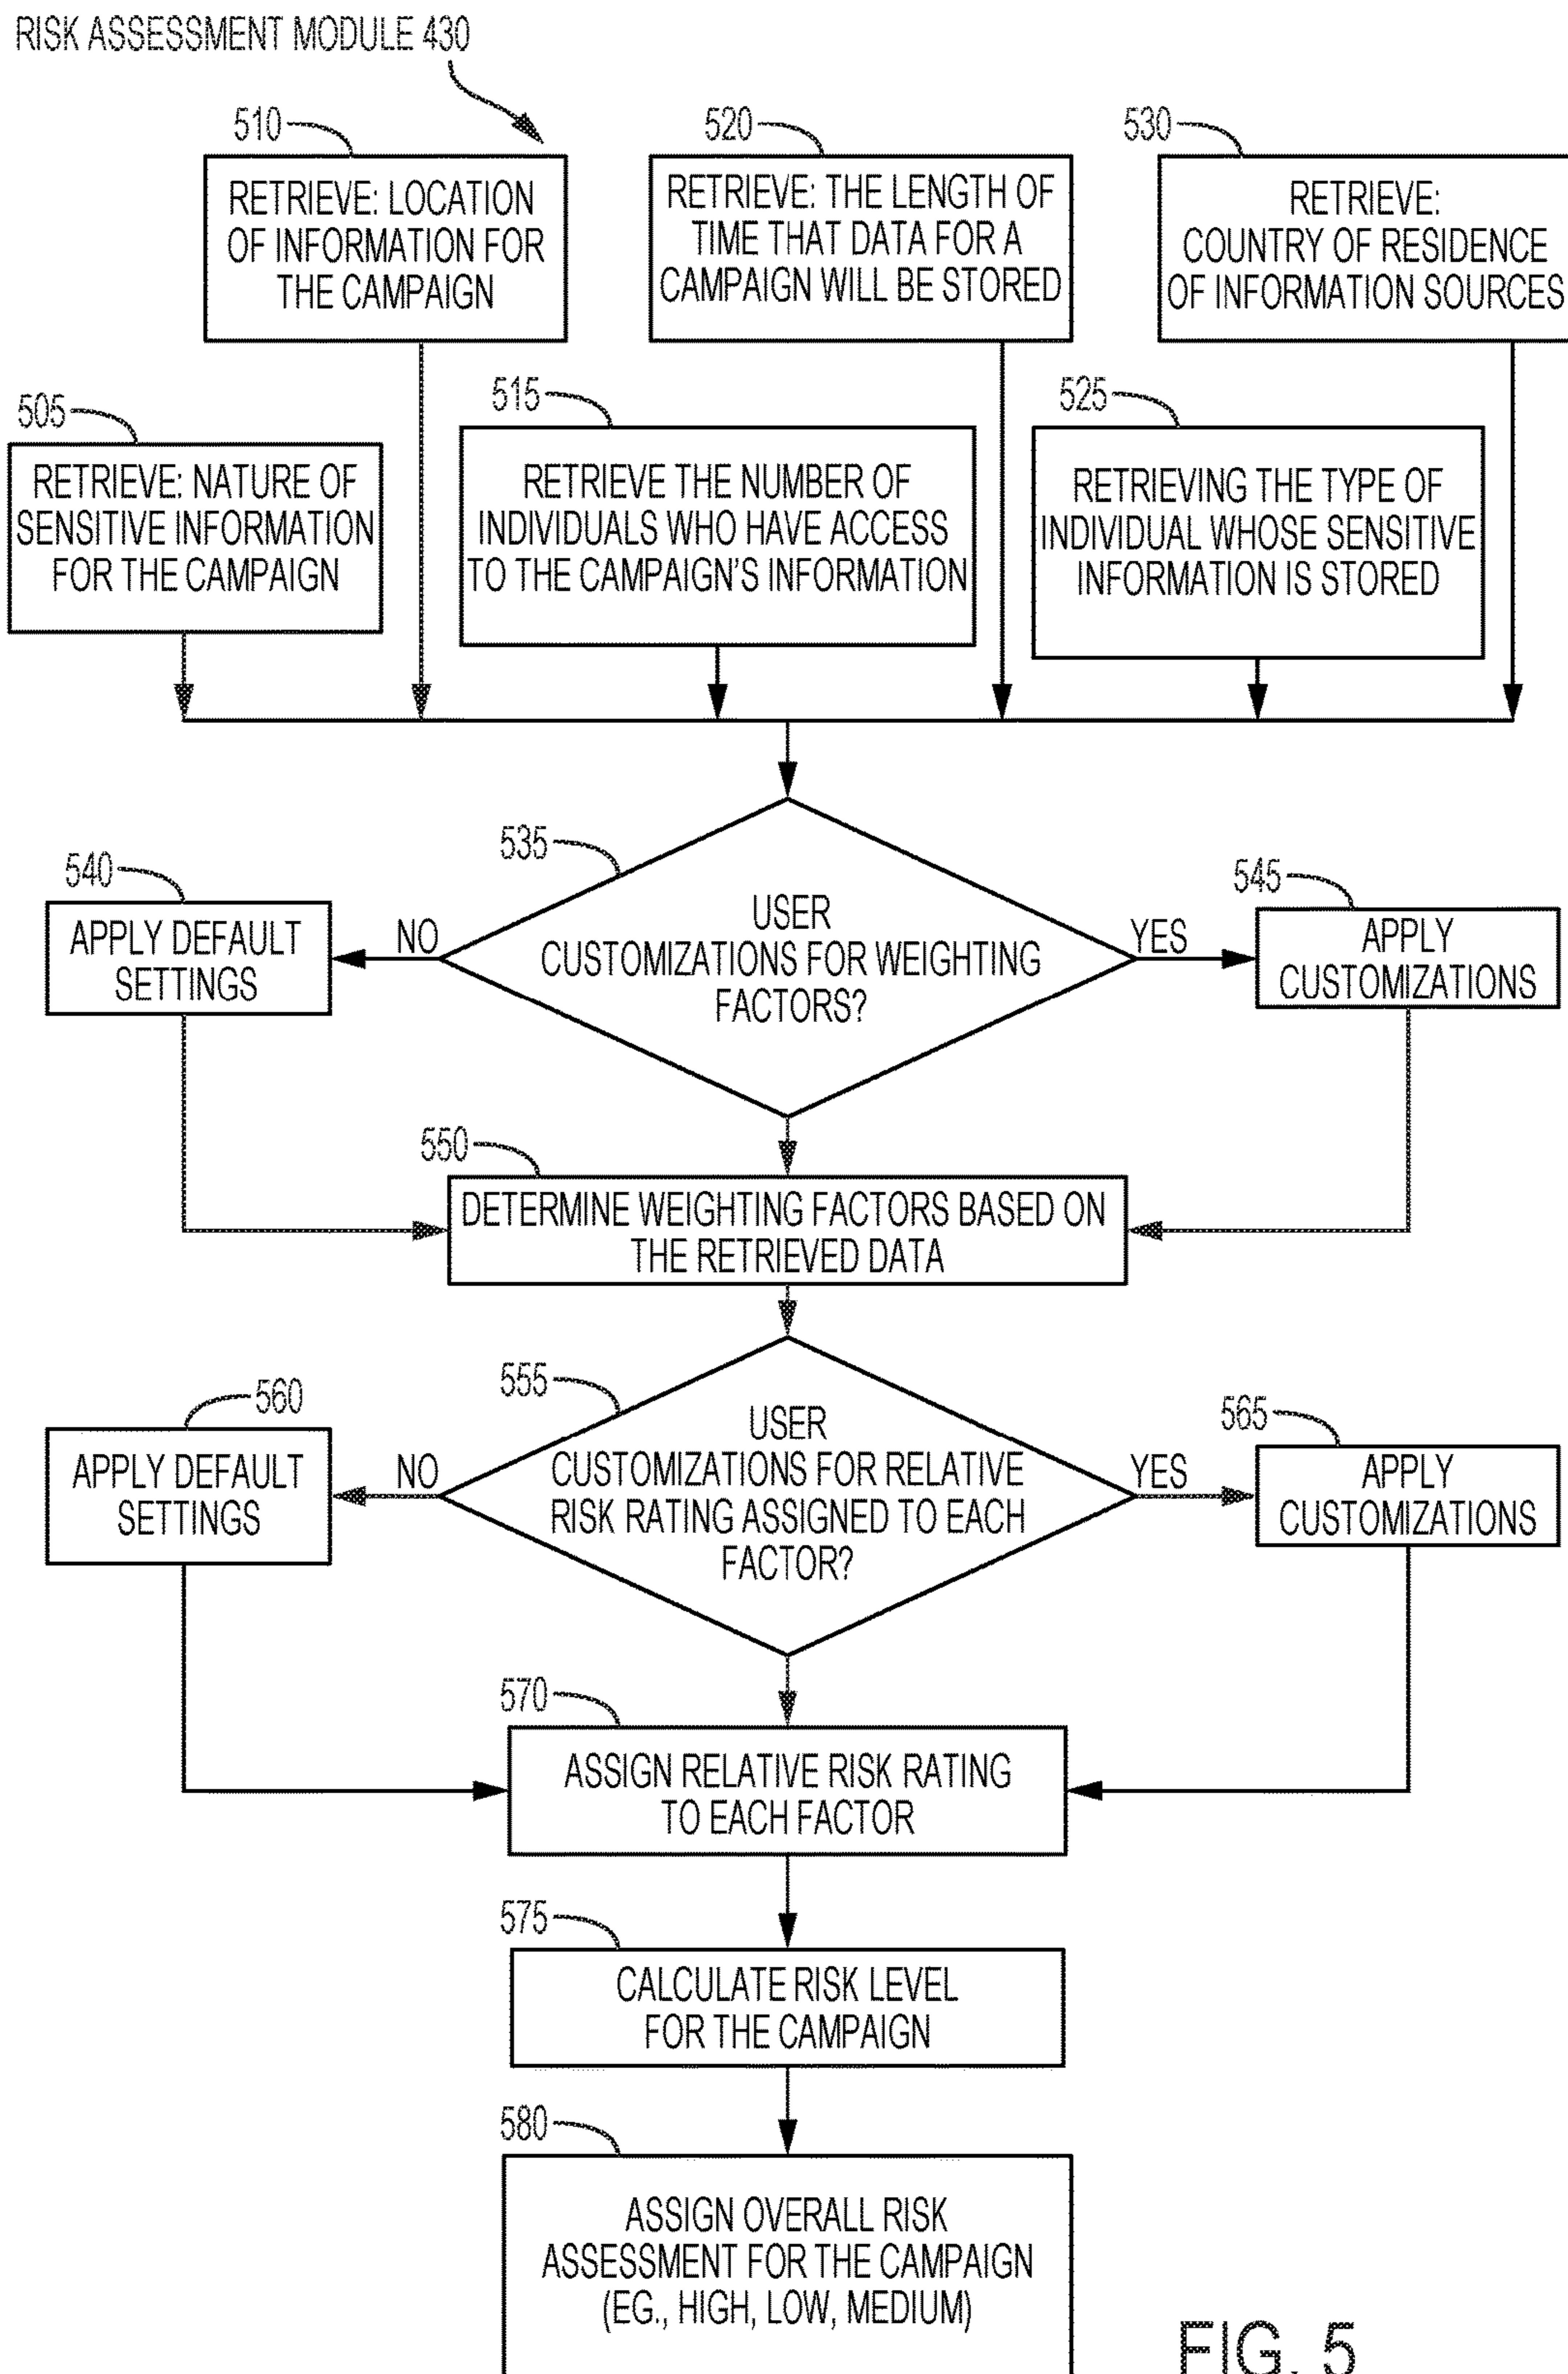 RISK ASSESSMENT MODULE 430
510
RETRIEVE: LOCATION
OF INFORMATION FOR
THE CAMPAIGN
520
RETRIEVE: THE LENGTH OF
TIME THAT DATA FOR A
CAMPAIGN WILL BE STORED
530
RETRIEVE:
COUNTRY OF RESIDENCE
OF INFORMATION SOURCES
505
RETRIEVE: NATURE OF
SENSITIVE INFORMATION
FOR THE CAMPAIGN
515
RETRIEVE THE NUMBER OF
INDIVIDUALS WHO HAVE ACCESS
TO THE CAMPAIGN'S INFORMATION
525
RETRIEVING THE TYPE OF
INDIVIDUAL WHOSE SENSITIVE
INFORMATION IS STORED
535
USER
CUSTOMIZATIONS FOR WEIGHTING
FACTORS?
540
NO
APPLY DEFAULT
SETTINGS
545
YES
APPLY
CUSTOMIZATIONS
550
DETERMINE WEIGHTING FACTORS BASED ON
THE RETRIEVED DATA
555
USER
CUSTOMIZATIONS FOR RELATIVE
RISK RATING ASSIGNED TO EACH
FACTOR?
560
NO
APPLY DEFAULT
SETTINGS
565
YES
APPLY
CUSTOMIZATIONS
570
ASSIGN RELATIVE RISK RATING
TO EACH FACTOR
575
CALCULATE RISK LEVEL
FOR THE CAMPAIGN
580
ASSIGN OVERALL RISK
ASSESSMENT FOR THE CAMPAIGN
(EG., HIGH, LOW, MEDIUM)
FIG. 5